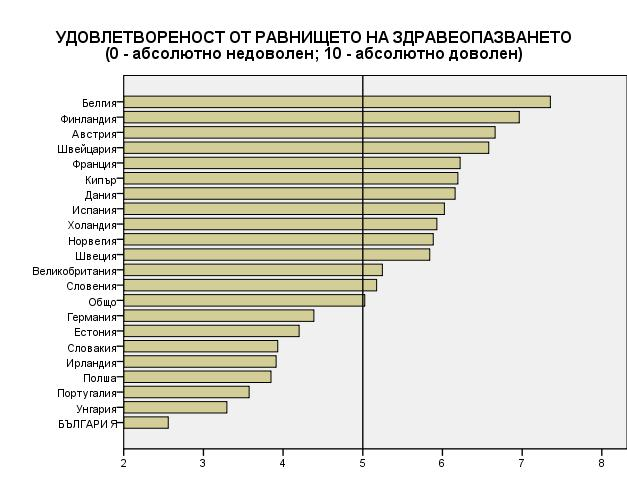 УДОВЛЕТВОРЕНОСТ ОТ РАВНИЩЕТО НА ЗДРАВЕОПАЗВАНЕТО
(0 - абсолютно недоволен; 10 - абсолютно доволен)
Белгия
Финландия
Австрия
Швейцария
Франция
Кипър
Дания
Испания
Холандия
Норвегия
Швеция
Великобритания
Словения
Общо
Германия
Естония
Словакия
Ирландия
Полша
Португалия
Унгария
БЪЛГАРИЯ
2 3 4 5 6 7 8